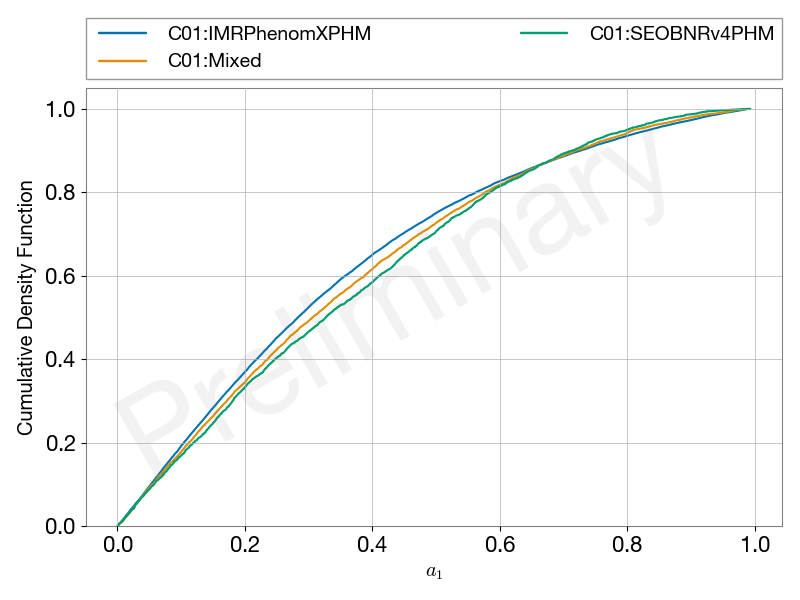 C01:IMRPhenomXPHM
C01:Mixed
C01:SEOBNRv4PHM
Cumulative Density Function
1.0
0.8
0.6
0.4
0.2
0.0
Preliminary
0.0 0.2 0.4 0.6 0.8 1.0
a₁